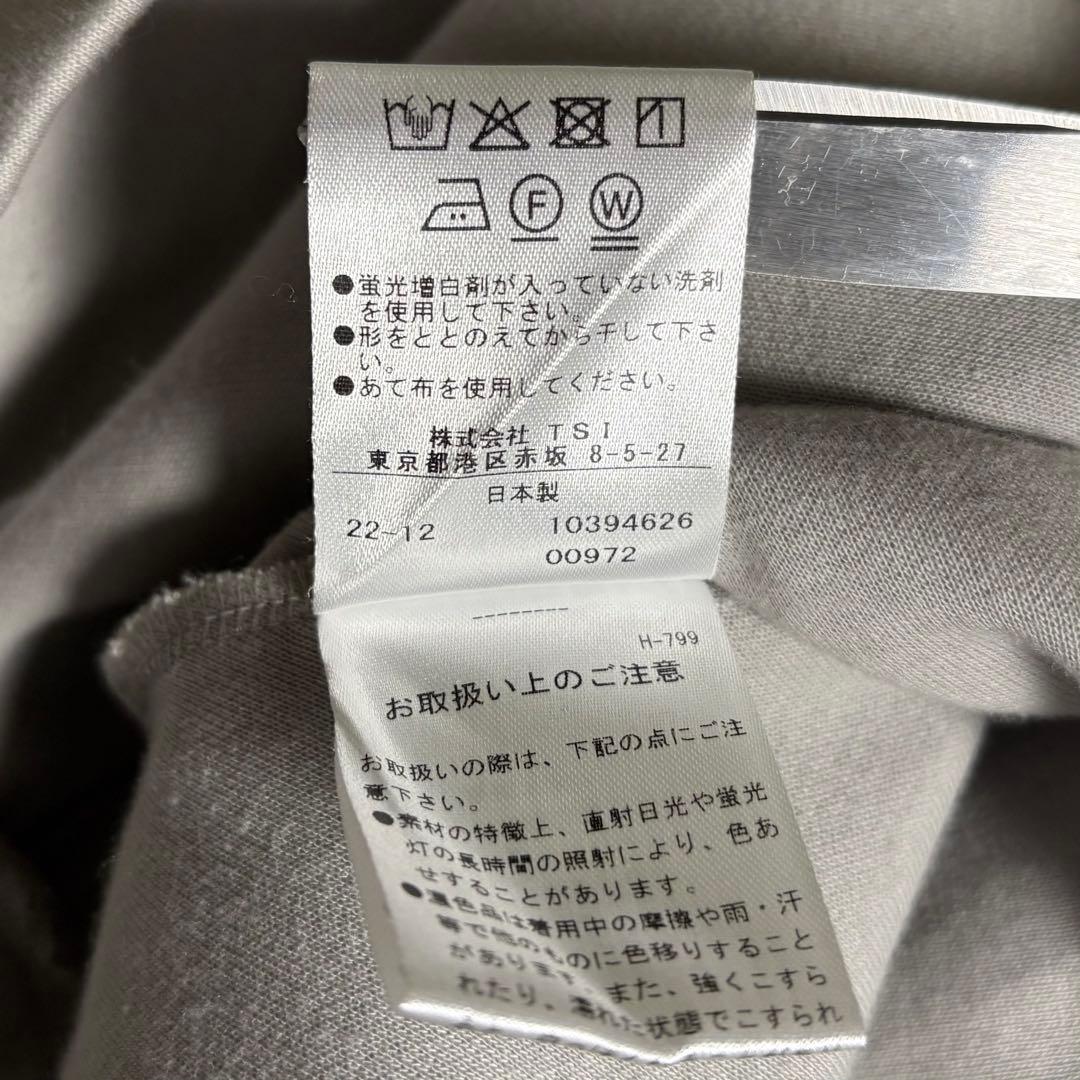 F W
●蛍光増白剤が入っていない洗剤
を使用して下さい。
●形をととのえてから干して下さ
い。
●あて布を使用してください。
株式会社 TSI
東京都港区赤坂 8-5-27
日本製
22-12 10394626
00972
--------
H-799
お取扱い上のご注意
お取扱いの際は、下記の点にご注
意下さい。
●素材の特徴上、直射日光や蛍光
灯の長時間の照射により、色あ
せすることがあります。
●濃色品は着用中の摩擦や雨・汗
等で他のものに色移りすること
があります。また、強くこすら
れたり、濡れた状態でこすられ